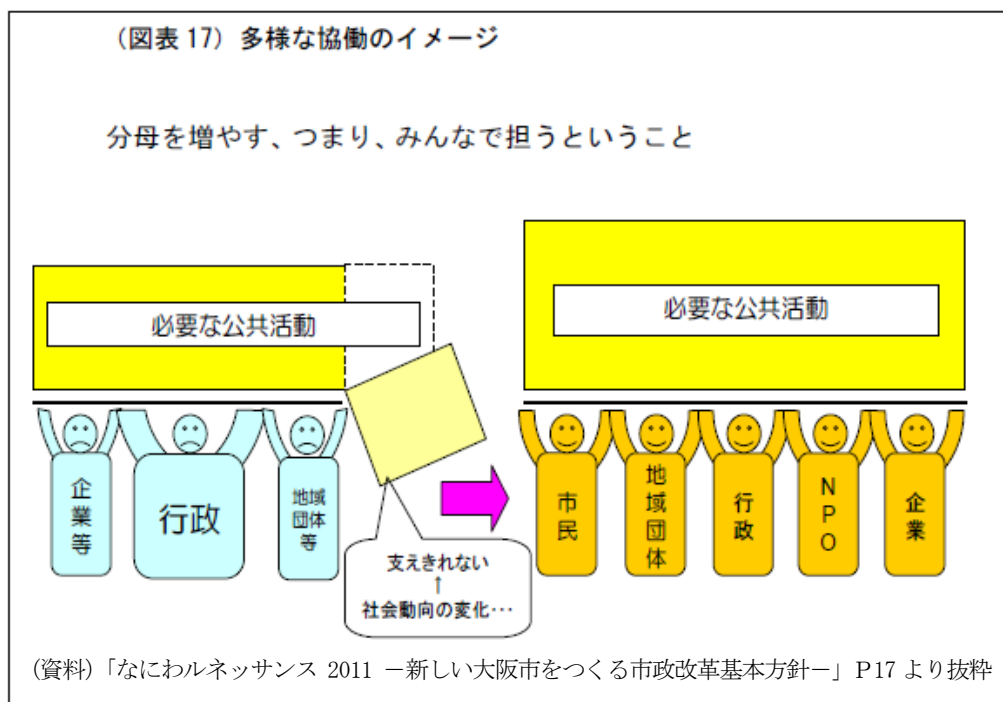 （図表 17）多様な協働のイメージ
分母を増やす、つまり、みんなで担うということ
必要な公共活動
企業等
行政
地域
団体
等
支えきれない
↑
社会動向の変化･･･
必要な公共活動
市民
地域団体
行政
NPO
企業
(資料)「なにわルネッサンス 2011 －新しい大阪市をつくる市政改革基本方針－」P17 より抜粋